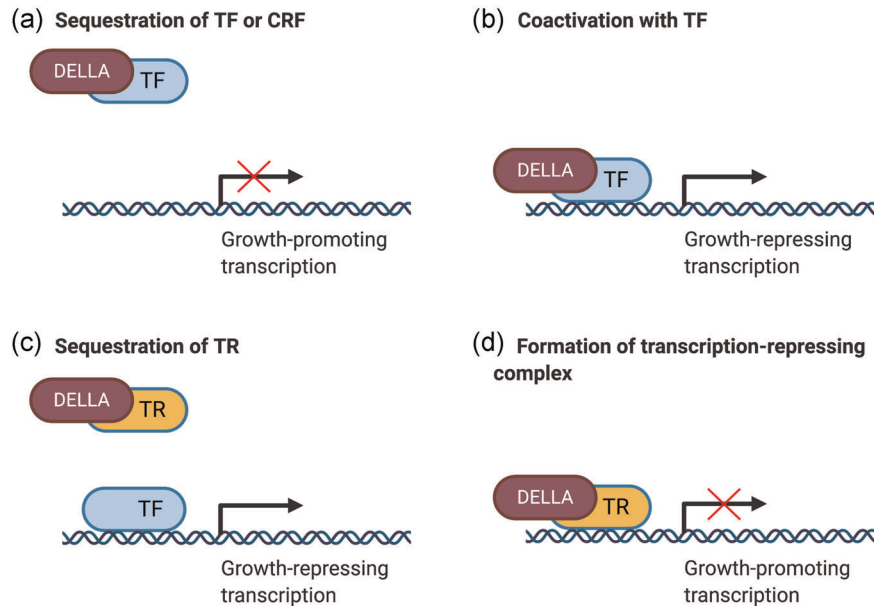 (a) Sequestration of TF or CRF
DELLA TF
Growth-promoting
transcription
(b) Coactivation with TF
DELLA TF
Growth-repressing
transcription
(c) Sequestration of TR
DELLA TR
TF
Growth-repressing
transcription
(d) Formation of transcription-repressing
complex
DELLA TR
Growth-promoting
transcription